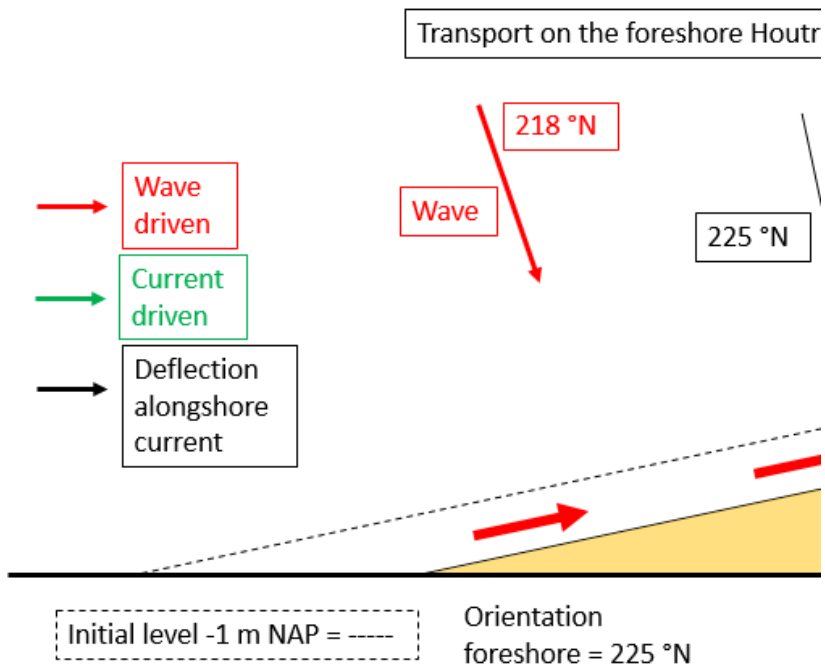 Transport on the foreshore Houtr
218 °N
Wave
driven
Wave
225 °N
Current
driven
Deflection
alongshore
current
Initial level -1 m NAP = -----
Orientation
foreshore = 225 °N